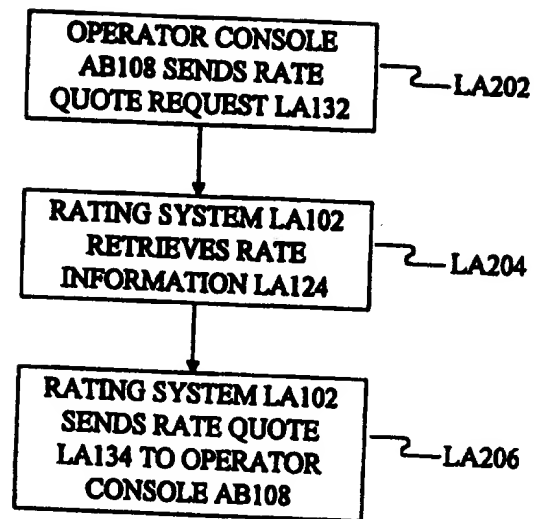 OPERATOR CONSOLE
AB108 SENDS RATE
QUOTE REQUEST LA132
LA202
RATING SYSTEM LA102
RETRIEVES RATE
INFORMATION LA124
LA204
RATING SYSTEM LA102
SENDS RATE QUOTE
LA134 TO OPERATOR
CONSOLE AB108
LA206